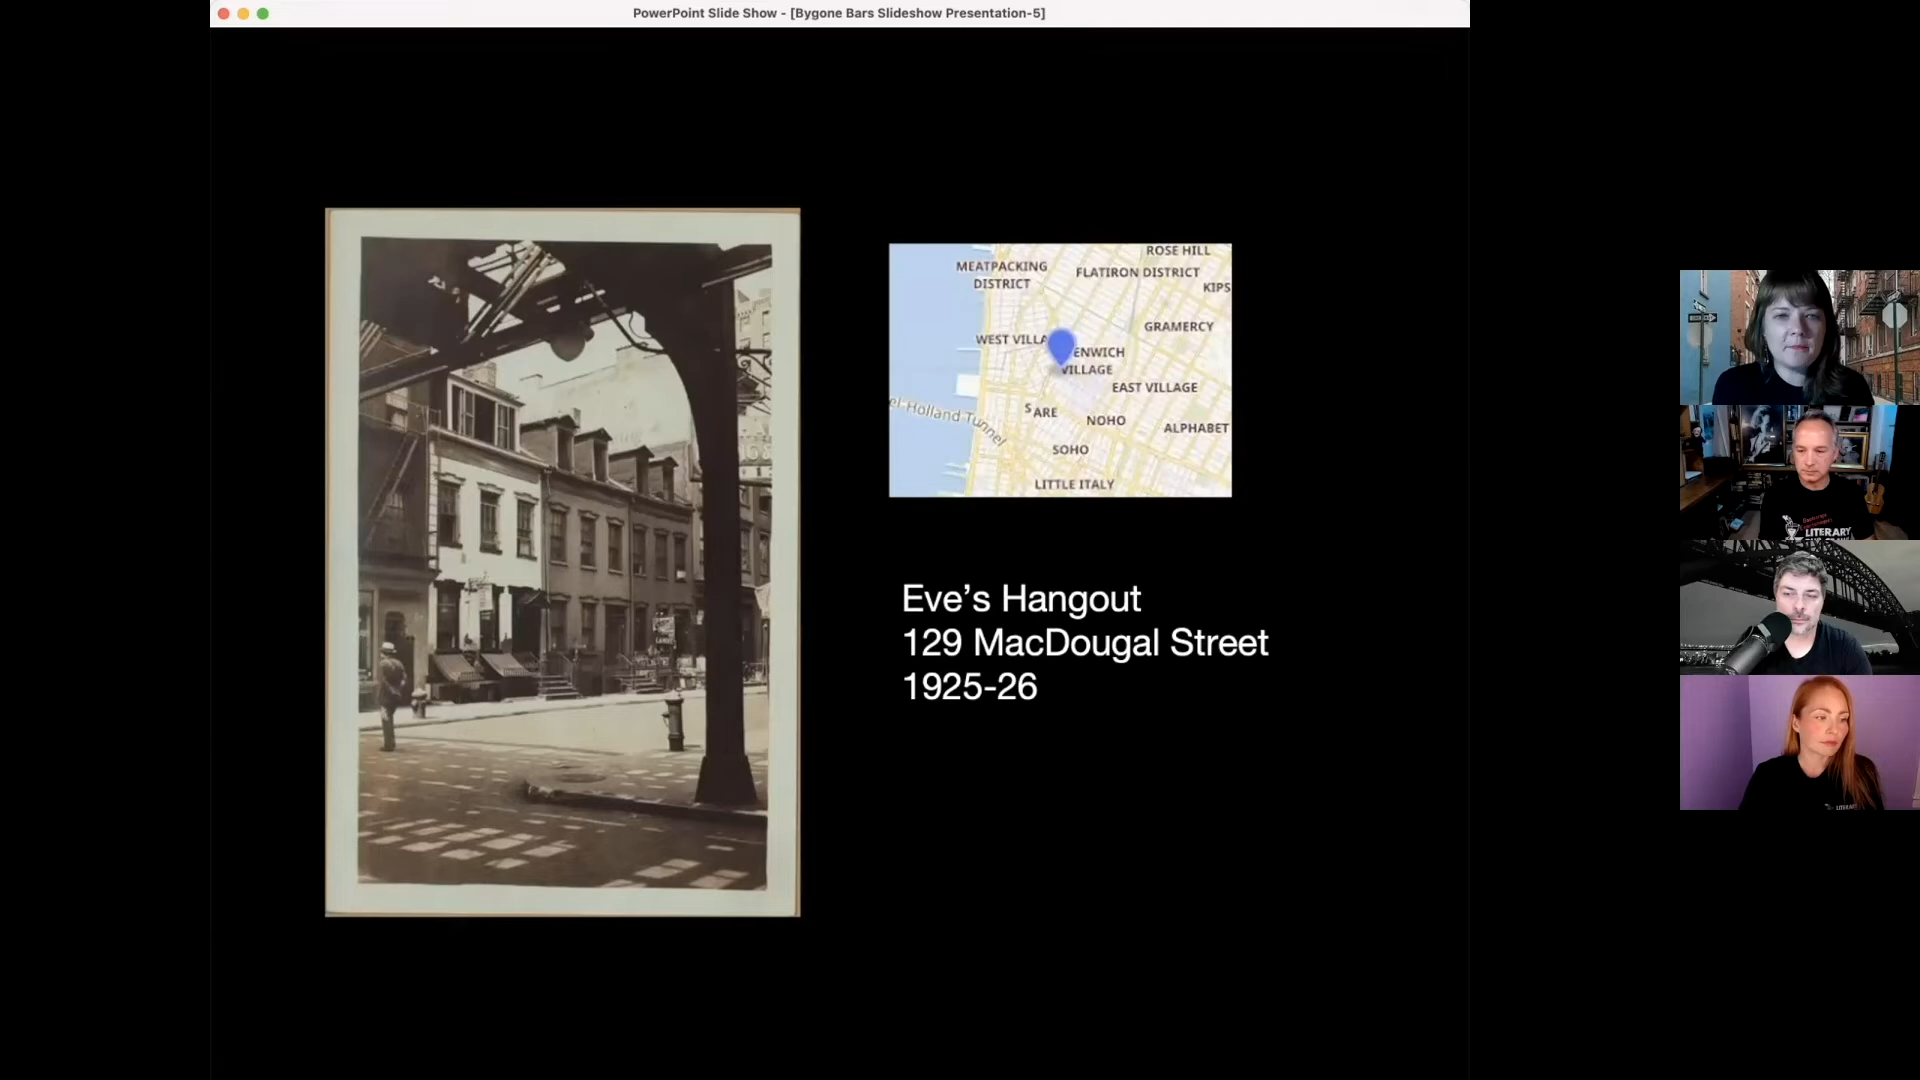 PowerPoint Slide Show - [Bygone Bars Slideshow Presentation-5]
ROSE HILL
MEATPACKING
DISTRICT
FLATIRON DISTRICT
KIPS
GRAMERCY
WEST VILLA
ENWICH
VILLAGE
EAST VILLAGE
el-Holland Tunnel
S ARE
NOHO
ALPHABET
SOHO
LITTLE ITALY
Eve’s Hangout
129 MacDougal Street
1925-26
LITERARY
LITERARY